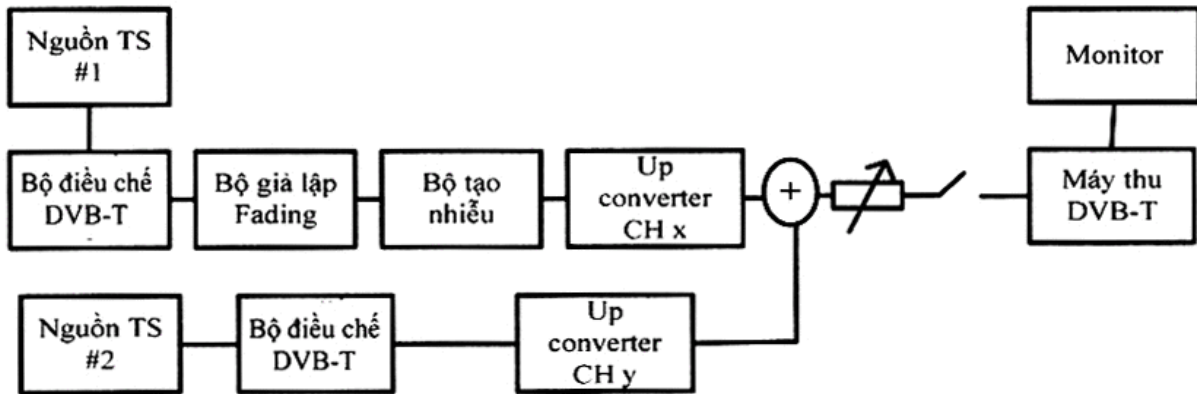 Nguồn TS
#1
Monitor
Bộ điều chế
DVB-T
Bộ giả lập
Fading
Bộ tạo
nhiễu
Up
converter
CH x
+
Máy thu
DVB-T
Nguồn TS
#2
Bộ điều chế
DVB-T
Up
converter
CH y